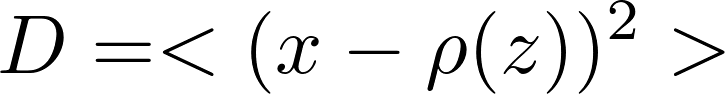 D =< (x − ρ(z))² >